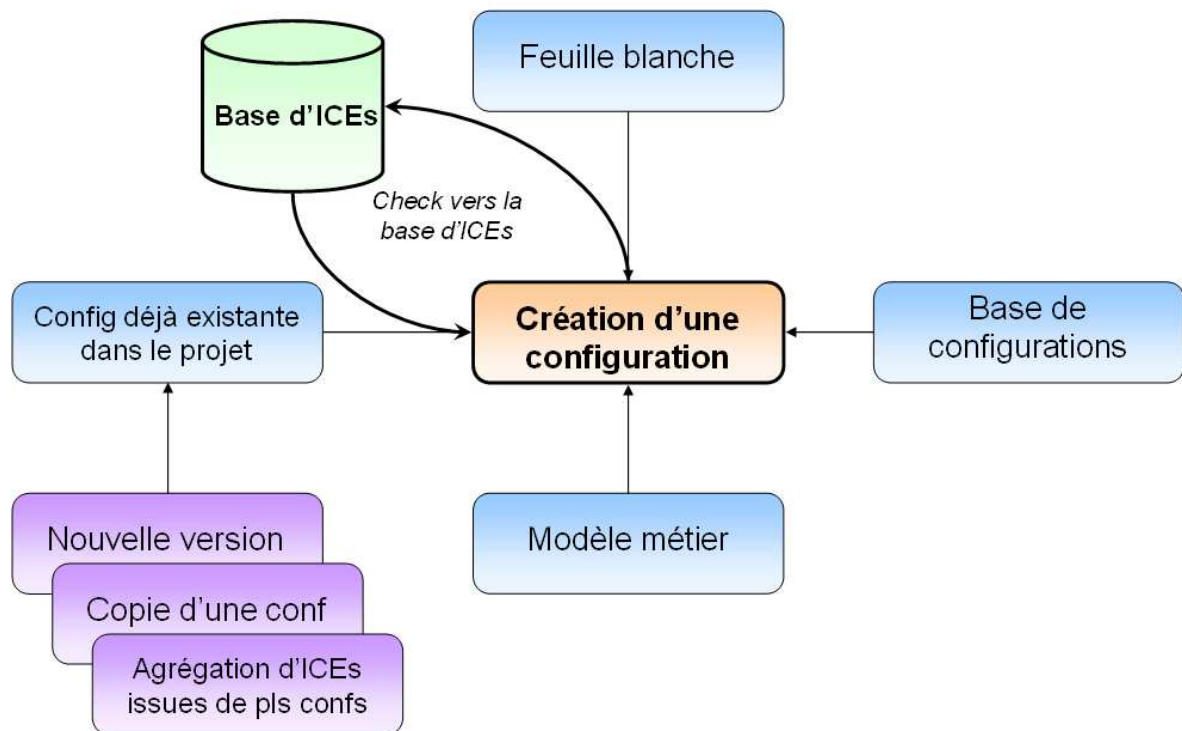 Feuille blanche
Base d'ICEs
Check vers la
base d'ICEs
Config déjà existante
dans le projet
Création d'une
configuration
Base de
configurations
Nouvelle version
Copie d'une conf
Agrégation d'ICEs
issues de pls confs
Modèle métier